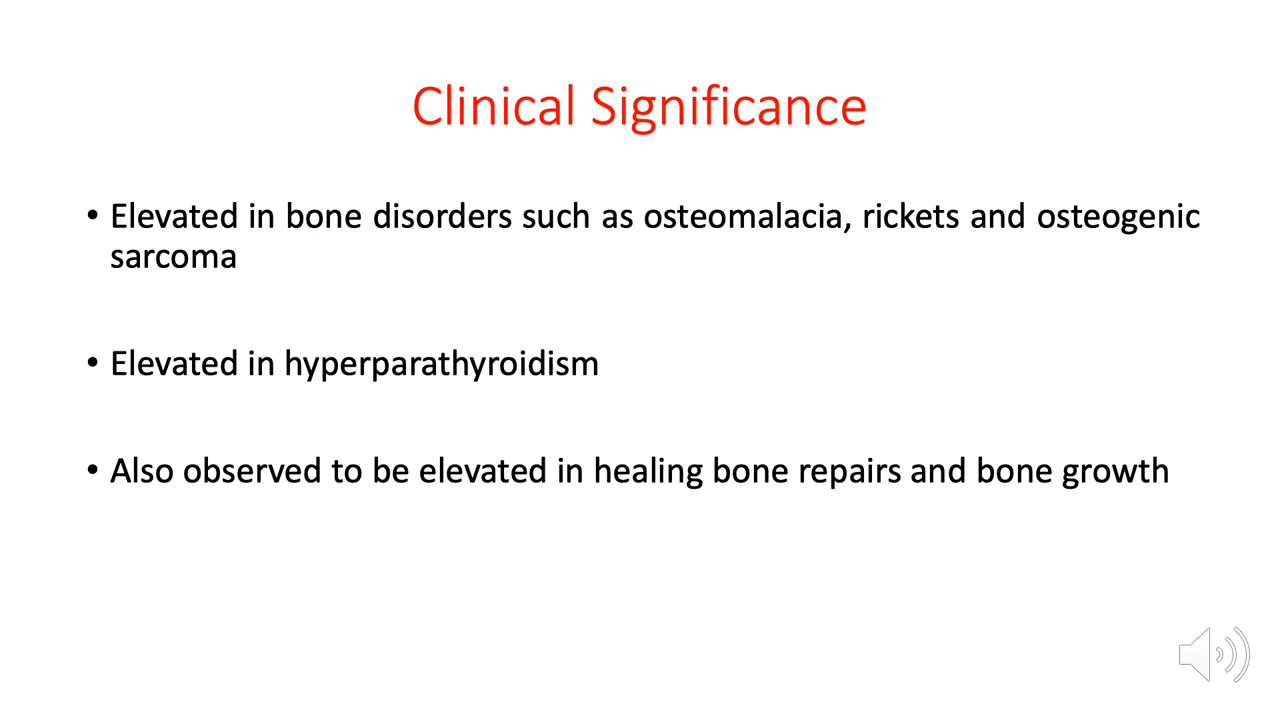 Clinical Significance
• Elevated in bone disorders such as osteomalacia, rickets and osteogenic
sarcoma
• Elevated in hyperparathyroidism
• Also observed to be elevated in healing bone repairs and bone growth